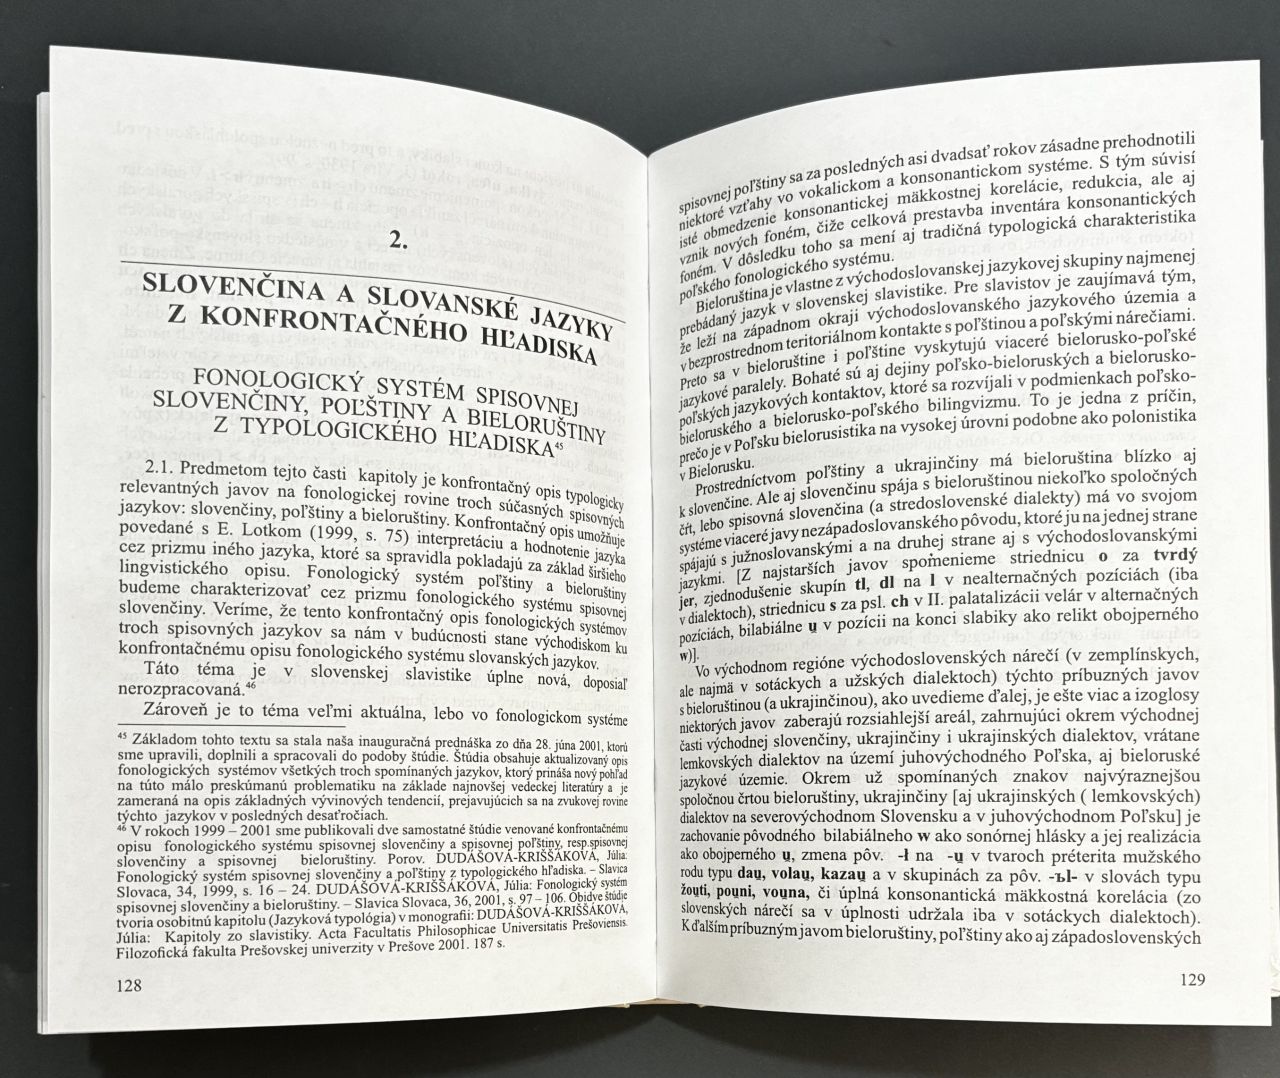 2.
SLOVENČINA A SLOVANSKÉ JAZYKY
Z KONFRONTAČNÉHO HĽADISKA
FONOLOGICKÝ SYSTÉM SPISOVNEJ
SLOVENČINY, POĽŠTINY A BIELORUŠTINY
Z TYPOLOGICKÉHO HĽADISKA⁴⁵
2.1. Predmetom tejto časti kapitoly je konfrontačný opis typologicky
relevantných javov na fonologickej rovine troch súčasných spisovných
jazykov: slovenčiny, poľštiny a bieloruštiny. Konfrontačný opis umožňuje
povedané s E. Lotkom (1999, s. 75) interpretáciu a hodnotenie jazyka
cez prizmu iného jazyka, ktoré sa spravidla pokladajú za základ širšieho
lingvistického opisu. Fonologický systém poľštiny a bieloruštiny
budeme charakterizovať cez prizmu fonologického systému spisovnej
slovenčiny. Veríme, že tento konfrontačný opis fonologických systémov
troch spisovných jazykov sa nám v budúcnosti stane východiskom ku
konfrontačnému opisu fonologického systému slovanských jazykov.
Táto téma je v slovenskej slavistike úplne nová, doposiaľ
nerozpracovaná.⁴⁶
Zároveň je to téma veľmi aktuálna, lebo vo fonologickom systéme
⁴⁵ Základom tohto textu sa stala naša inauguračná prednáška zo dňa 28. júna 2001, ktorú
sme upravili, doplnili a spracovali do podoby štúdie. Štúdia obsahuje aktualizovaný opis
fonologických systémov všetkých troch spomínaných jazykov, ktorý prináša nový pohľad
na túto málo preskúmanú problematiku na základe najnovšej vedeckej literatúry a je
zameraná na opis základných vývinových tendencií, prejavujúcich sa na zvukovej rovine
týchto jazykov v posledných desaťročiach.
⁴⁶ V rokoch 1999 – 2001 sme publikovali dve samostatné štúdie venované konfrontačnému
opisu fonologického systému spisovnej slovenčiny a spisovnej poľštiny, resp.spisovnej
slovenčiny a spisovnej bieloruštiny. Porov. DUDÁŠOVÁ-KRIŠŠÁKOVÁ, Júlia:
Fonologický systém spisovnej slovenčiny a poľštiny z typologického hľadiska. – Slavica
Slovaca, 34, 1999, s. 16 – 24. DUDÁŠOVÁ-KRIŠŠÁKOVÁ, Júlia: Fonologický systém
spisovnej slovenčiny a bieloruštiny. – Slavica Slovaca, 36, 2001, s. 97 – 106. Obidve štúdie
tvoria osobitnú kapitolu (Jazyková typológia) v monografii: DUDÁŠOVÁ-KRIŠŠÁKOVÁ,
Júlia: Kapitoly zo slavistiky. Acta Facultatis Philosophicae Universitatis Prešoviensis.
Filozofická fakulta Prešovskej univerzity v Prešove 2001. 187 s.
128
spisovnej poľštiny sa za posledných asi dvadsať rokov zásadne prehodnotili
niektoré vzťahy vo vokalickom a konsonantickom systéme. S tým súvisí
isté obmedzenie konsonantickej mäkkostnej korelácie, redukcia, ale aj
vznik nových foném, čiže celková prestavba inventára konsonantických
foném. V dôsledku toho sa mení aj tradičná typologická charakteristika
poľského fonologického systému.
Bieloruština je vlastne z východoslovanskej jazykovej skupiny najmenej
prebádaný jazyk v slovenskej slavistike. Pre slavistov je zaujímavá tým,
že leží na západnom okraji východoslovanského jazykového územia a
v bezprostrednom teritoriálnom kontakte s poľštinou a poľskými nárečiami.
Preto sa v bieloruštine i poľštine vyskytujú viaceré bielorusko-poľské
jazykové paralely. Bohaté sú aj dejiny poľsko-bieloruských a bielorusko-
poľských jazykových kontaktov, ktoré sa rozvíjali v podmienkach poľsko-
bieloruského a bielorusko-poľského bilingvizmu. To je jedna z príčin,
prečo je v Poľsku bielorusistika na vysokej úrovni podobne ako polonistika
v Bielorusku.
Prostredníctvom poľštiny a ukrajinčiny má bieloruština blízko aj
k slovenčine. Ale aj slovenčinu spája s bieloruštinou niekoľko spoločných
čŕt, lebo spisovná slovenčina (a stredoslovenské dialekty) má vo svojom
systéme viaceré javy nezápadoslovanského pôvodu, ktoré ju na jednej strane
spájajú s južnoslovanskými a na druhej strane aj s východoslovanskými
jazykmi. [Z najstarších javov spomenieme striednicu o za tvrdý
jer, zjednodušenie skupín tl, dl na l v nealternačných pozíciách (iba
v dialektoch), striednicu s za psl. ch v II. palatalizácii velár v alternačných
pozíciách, bilabiálne u̯ v pozícii na konci slabiky ako relikt obojperného
w)].
Vo východnom regióne východoslovenských nárečí (v zemplínskych,
ale najmä v sotáckych a užských dialektoch) týchto príbuzných javov
s bieloruštinou (a ukrajinčinou), ako uvedieme ďalej, je ešte viac a izoglosy
niektorých javov zaberajú rozsiahlejší areál, zahrnujúci okrem východnej
časti východnej slovenčiny, ukrajinčiny i ukrajinských dialektov, vrátane
lemkovských dialektov na území juhovýchodného Poľska, aj bieloruské
jazykové územie. Okrem už spomínaných znakov najvýraznejšou
spoločnou črtou bieloruštiny, ukrajinčiny [aj ukrajinských ( lemkovských)
dialektov na severovýchodnom Slovensku a v juhovýchodnom Poľsku] je
zachovanie pôvodného bilabiálneho w ako sonórnej hlásky a jej realizácia
ako obojperného u̯, zmena pôv. -ł na -u̯ v tvaroch préterita mužského
rodu typu dau̯, volau̯, kazau̯ a v skupinách za pôv. -ъl- v slovách typu
žou̯ti, pou̯ni, vou̯na, či úplná konsonantická mäkkostná korelácia (zo
slovenských nárečí sa v úplnosti udržala iba v sotáckych dialektoch).
K ďalším príbuzným javom bieloruštiny, poľštiny ako aj západoslovenských
129